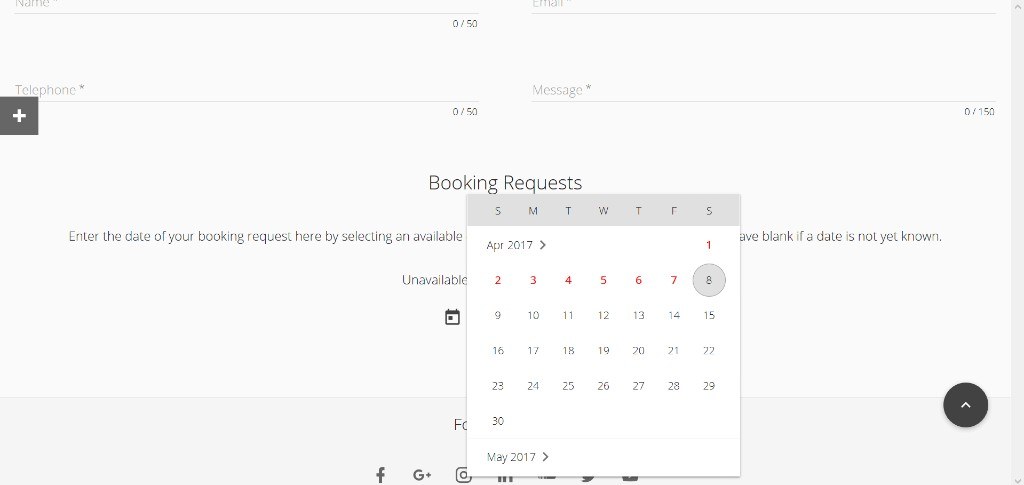 Name * Email *
0 / 50
Telephone * Message *
0 / 50 0 / 150
Booking Requests
S M T W T F S
Enter the date of your booking request here by selecting an available ave blank if a date is not yet known.
Apr 2017 1
Unavailable 2 3 4 5 6 7 8
9 10 11 12 13 14 15
16 17 18 19 20 21 22
23 24 25 26 27 28 29
30
May 2017